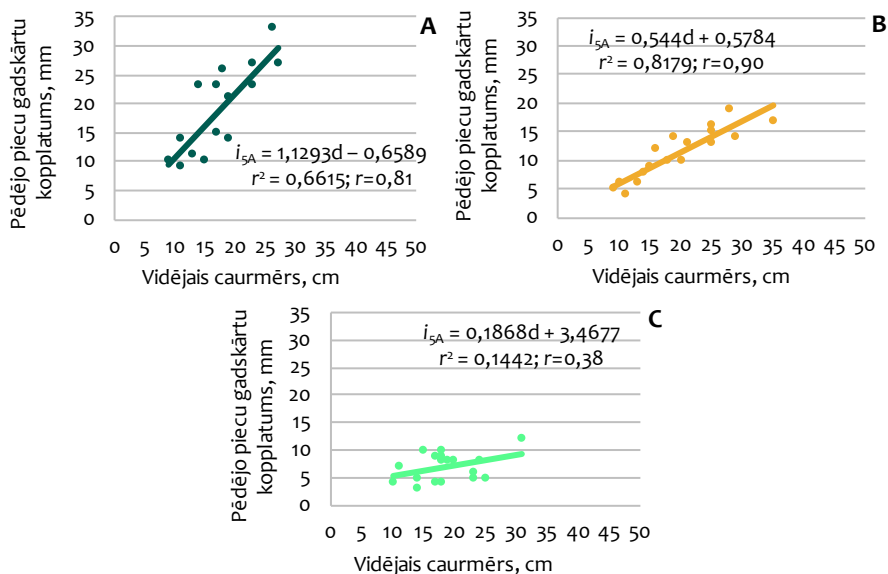 A
Pēdējo piecu gadskārtu
kopplatums, mm
35
30
25
20
15
10
5
0
i5A = 1,1293d – 0,6589
r² = 0,6615; r=0,81
0 5 10 15 20 25 30 35 40 45 50
Vidējais caurmērs, cm
B
Pēdējo piecu gadskārtu
kopplatums, mm
35
30
25
20
15
10
5
0
i5A = 0,544d + 0,5784
r² = 0,8179; r=0,90
0 5 10 15 20 25 30 35 40 45 50
Vidējais caurmērs, cm
C
Pēdējo piecu gadskārtu
kopplatums, mm
35
30
25
20
15
10
5
0
i5A = 0,1868d + 3,4677
r² = 0,1442; r=0,38
0 5 10 15 20 25 30 35 40 45 50
Vidējais caurmērs, cm